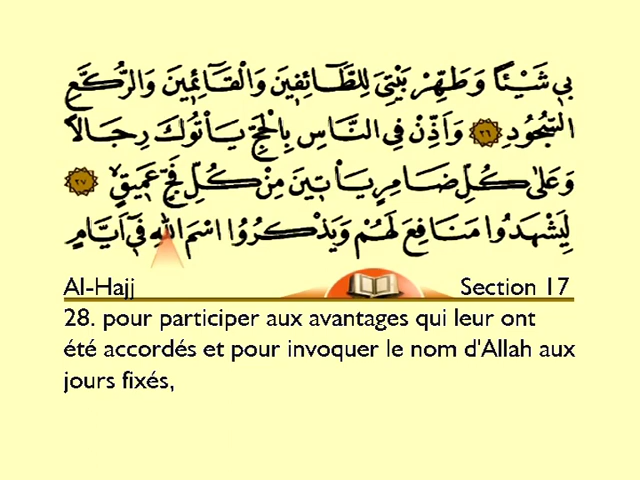 بِي شَيْئًا وَطَهِّرْ بَيْتِيَ لِلطَّائِفِينَ وَالْقَائِمِينَ وَالرُّكَّعِ
السُّجُودِ ﴿٢٦﴾ وَاَذِّنْ فِي النَّاسِ بِالْحَجِّ يَاْتُوكَ رِجَالًا
وَعَلٰى كُلِّ ضَامِرٍ يَاْتِينَ مِنْ كُلِّ فَجٍّ عَمِيقٍ ﴿٢٧﴾
لِيَشْهَدُوا مَنَافِعَ لَهُمْ وَيَذْكُرُوا اسْمَ اللّٰهِ فِي اَيَّامٍ
Al-Hajj Section 17
28. pour participer aux avantages qui leur ont
été accordés et pour invoquer le nom d'Allah aux
jours fixés,